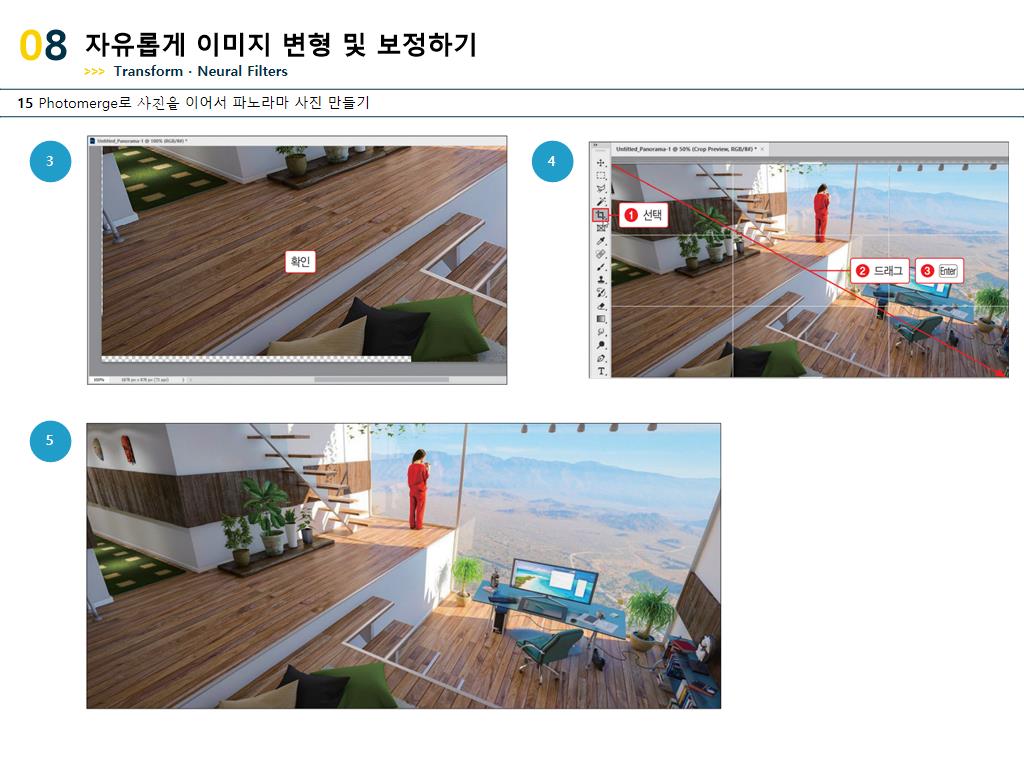 08 자유롭게 이미지 변형 및 보정하기
>>> Transform · Neural Filters
15 Photomerge로 사진을 이어서 파노라마 사진 만들기
3
Untitled_Panorama-1 @ 100% (RGB/8#) *
확인
100%
4
Untitled_Panorama-1 @ 50% (Crop Preview, RGB/8#) * ×
1 선택
2 드래그
3 Enter
5